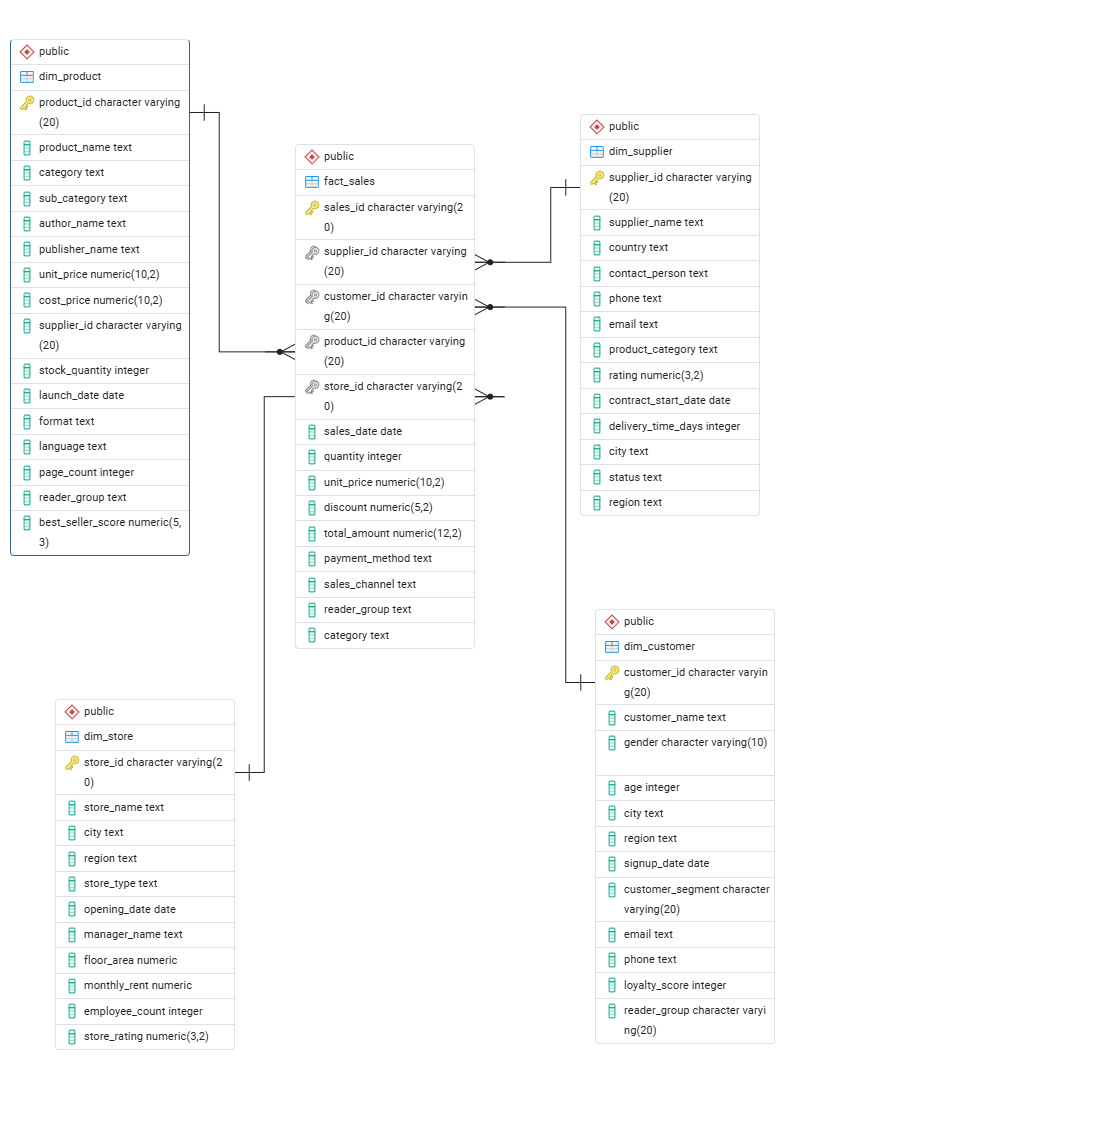 public
dim_product
product_id character varying
(20)
product_name text
category text
sub_category text
author_name text
publisher_name text
unit_price numeric(10,2)
cost_price numeric(10,2)
supplier_id character varying
(20)
stock_quantity integer
launch_date date
format text
language text
page_count integer
reader_group text
best_seller_score numeric(5,
3)
public
fact_sales
sales_id character varying(2
0)
supplier_id character varying
(20)
customer_id character varyin
g(20)
product_id character varying
(20)
store_id character varying(2
0)
sales_date date
quantity integer
unit_price numeric(10,2)
discount numeric(5,2)
total_amount numeric(12,2)
payment_method text
sales_channel text
reader_group text
category text
public
dim_supplier
supplier_id character varying
(20)
supplier_name text
country text
contact_person text
phone text
email text
product_category text
rating numeric(3,2)
contract_start_date date
delivery_time_days integer
city text
status text
region text
public
dim_store
store_id character varying(2
0)
store_name text
city text
region text
store_type text
opening_date date
manager_name text
floor_area numeric
monthly_rent numeric
employee_count integer
store_rating numeric(3,2)
public
dim_customer
customer_id character varyin
g(20)
customer_name text
gender character varying(10)
age integer
city text
region text
signup_date date
customer_segment character
varying(20)
email text
phone text
loyalty_score integer
reader_group character varyi
ng(20)